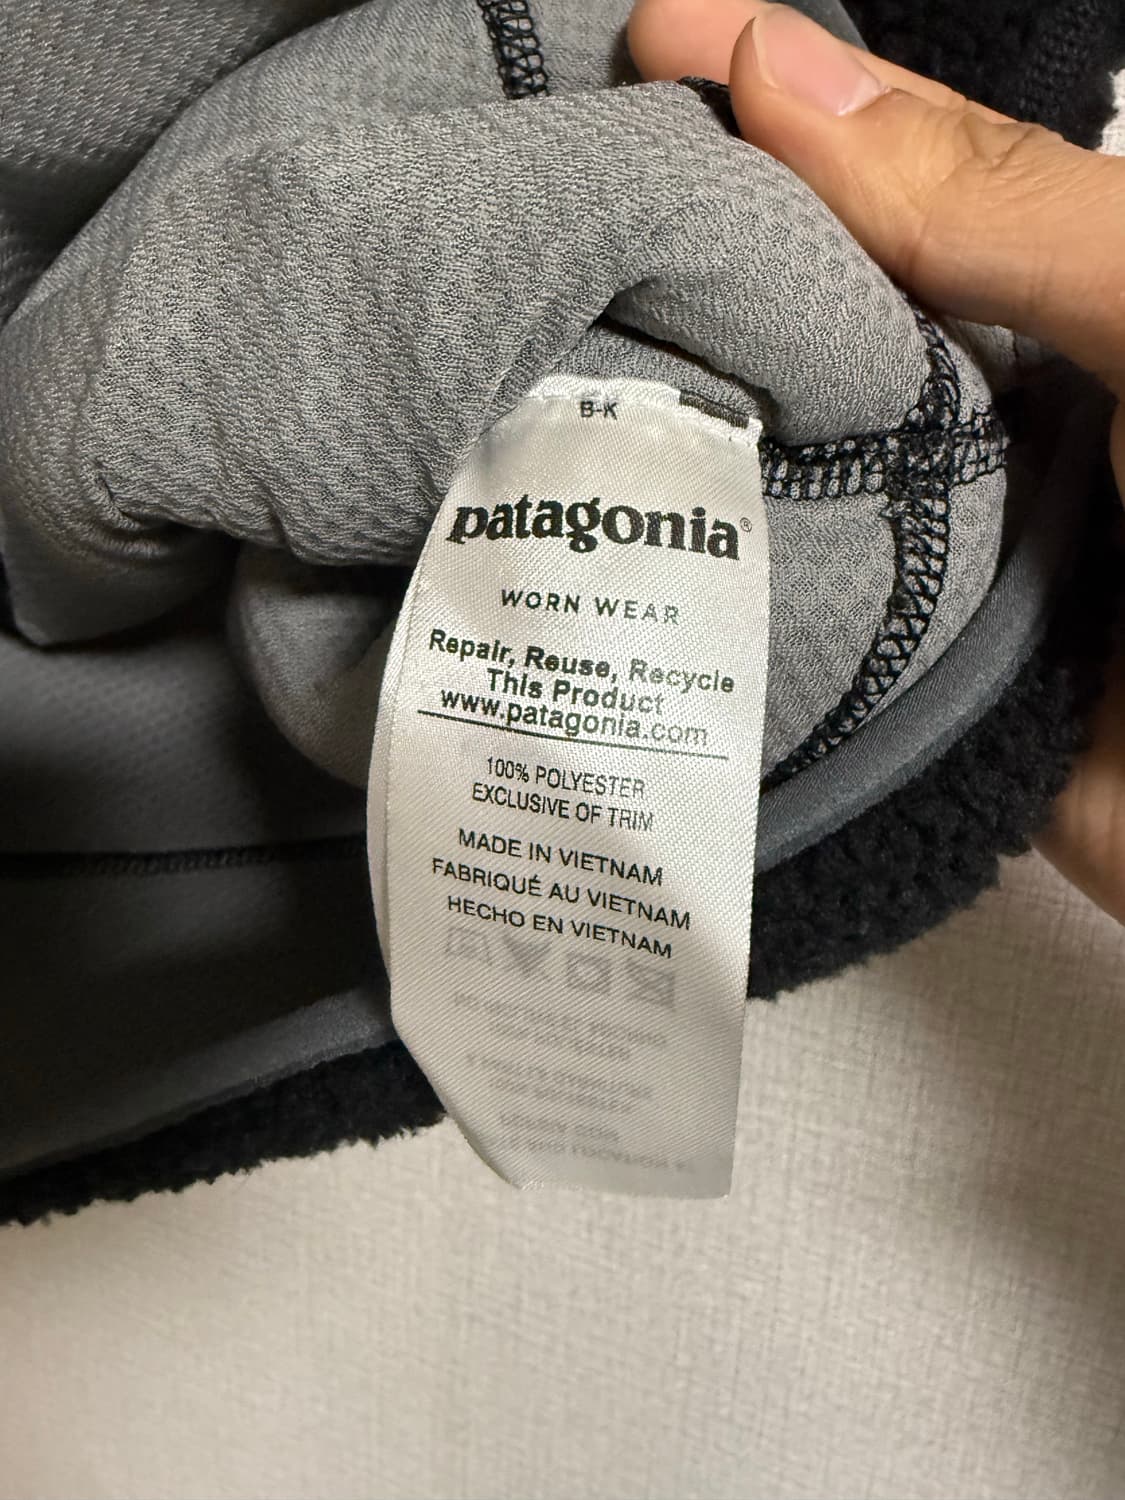 B-K
patagonia®
WORN WEAR
Repair, Reuse, Recycle
This Product
www.patagonia.com
100% POLYESTER
EXCLUSIVE OF TRIM
MADE IN VIETNAM
FABRIQUÉ AU VIETNAM
HECHO EN VIETNAM